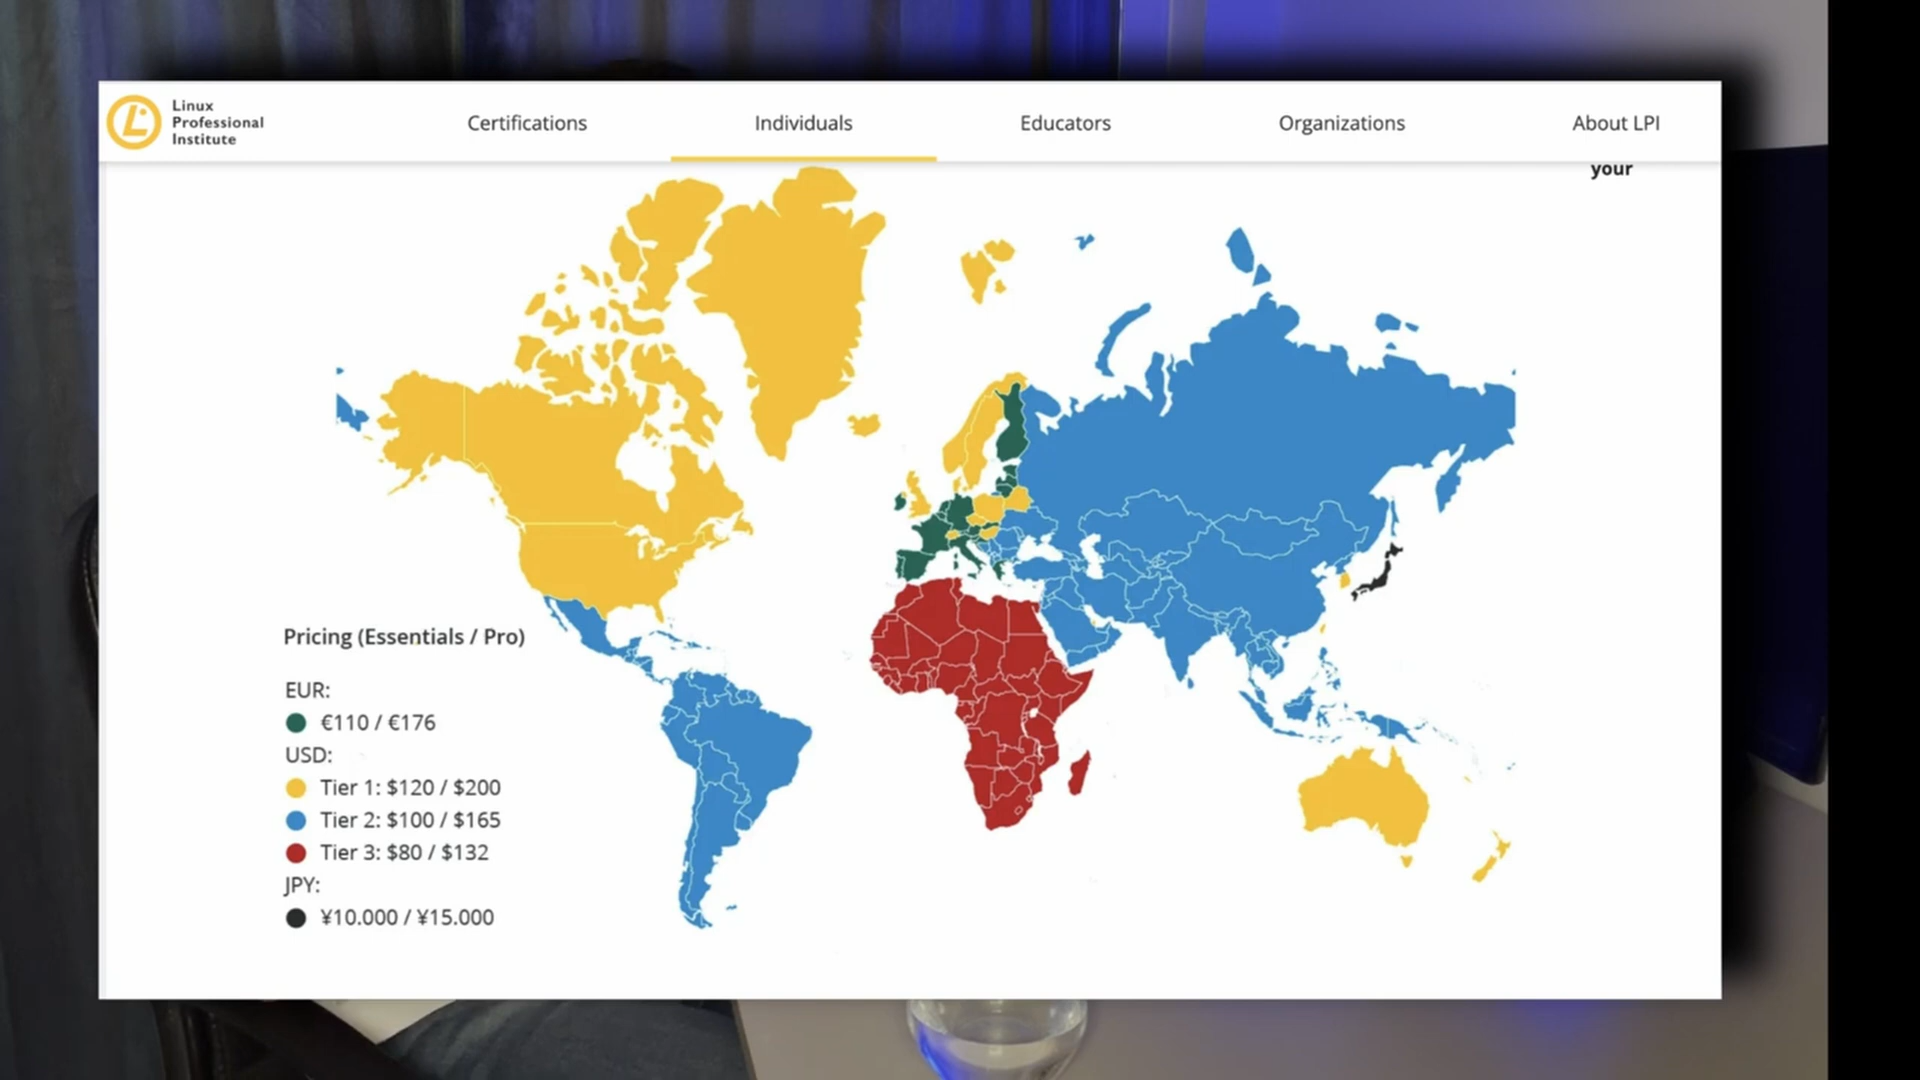 Linux
Professional
Institute
Certifications
Individuals
Educators
Organizations
About LPI
your
Pricing (Essentials / Pro)
EUR:
€110 / €176
USD:
Tier 1: $120 / $200
Tier 2: $100 / $165
Tier 3: $80 / $132
JPY:
¥10.000 / ¥15.000